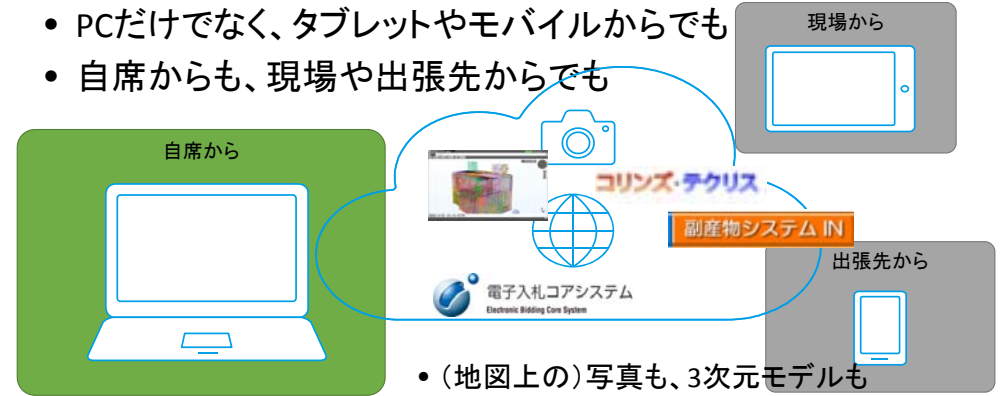 • PCだけでなく、タブレットやモバイルからでも
• 自席からも、現場や出張先からでも
現場から
自席から
コリンズ・テクリス
副産物システム IN
出張先から
電子入札コアシステム
Electronic Bidding Core System
• （地図上の）写真も、3次元モデルも